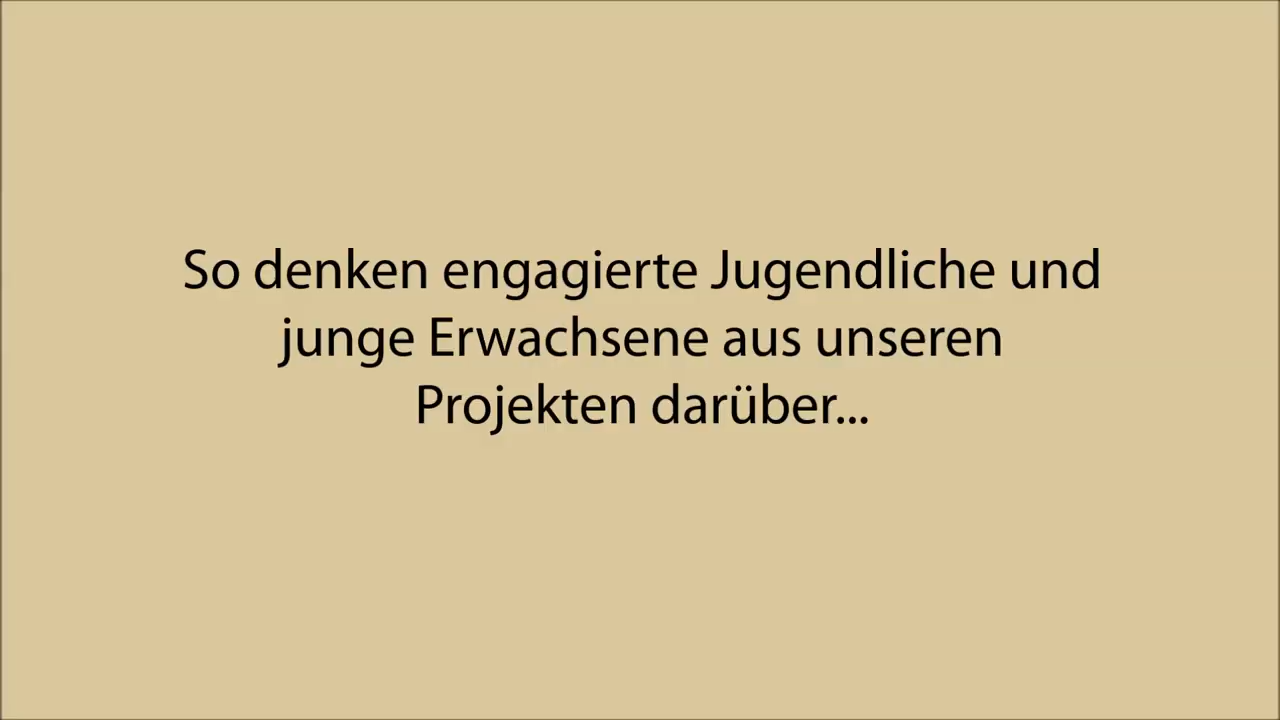 So denken engagierte Jugendliche und
junge Erwachsene aus unseren
Projekten darüber...